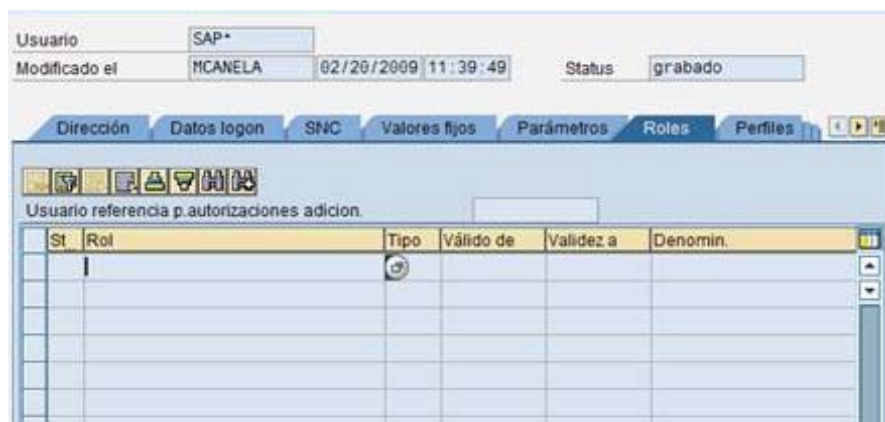 Usuario SAP*
Modificado el MCANELA 02/20/2009 11:39:49 Status grabado
Dirección Datos logon SNC Valores fijos Parámetros Roles Perfiles
Usuario referencia p.autorizaciones adicion.
St... Rol Tipo Válido de Validez a Denomin.